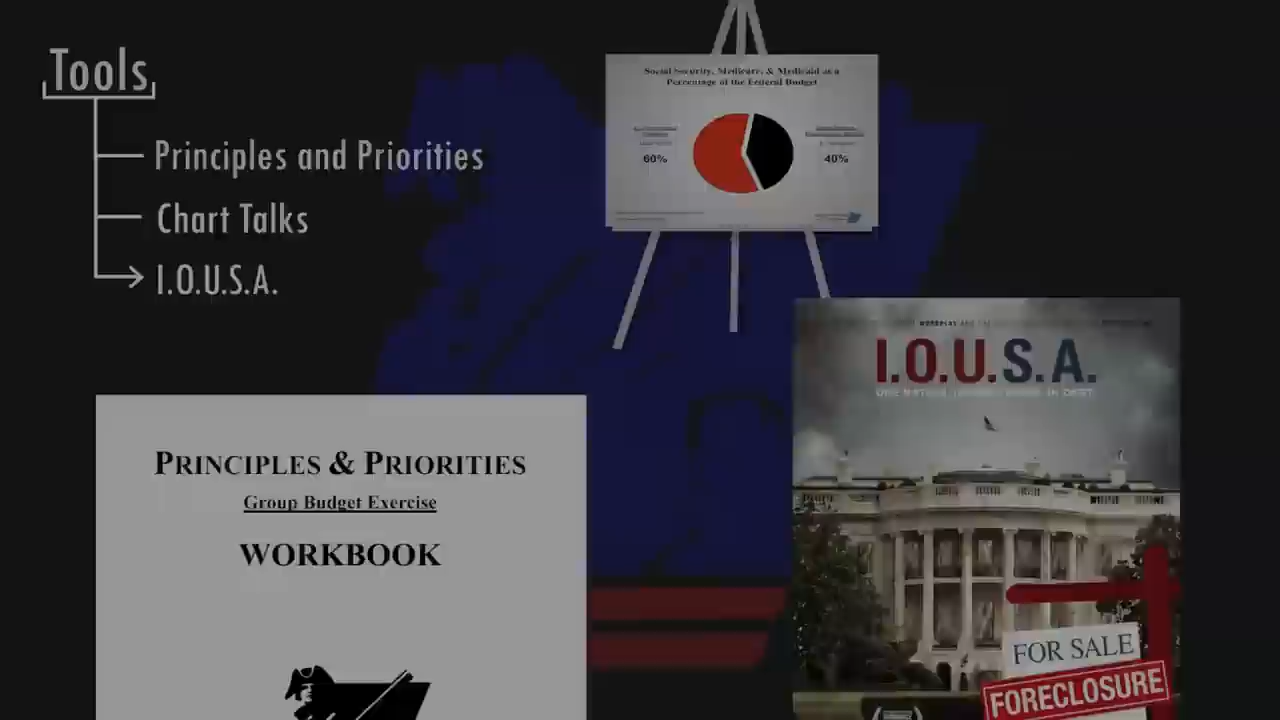 Tools
Principles and Priorities
Chart Talks
I.O.U.S.A.
Social Security, Medicare, & Medicaid as a
Percentage of the Federal Budget
60%
40%
I.O.U.S.A.
PRINCIPLES & PRIORITIES
Group Budget Exercise
WORKBOOK
FOR SALE
FORECLOSURE